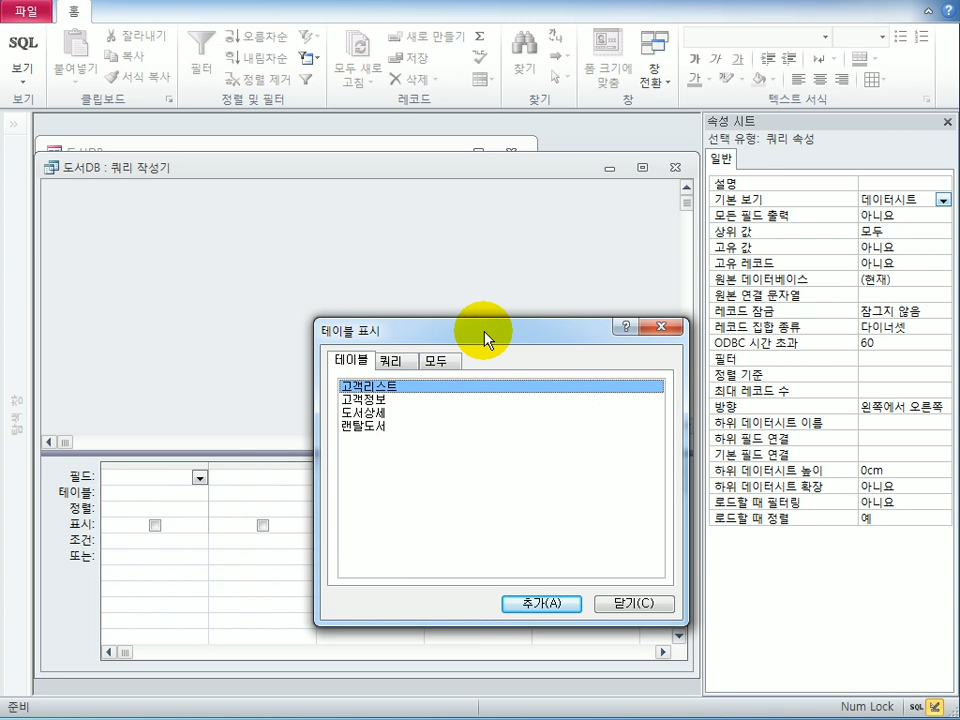 파일
홈
SQL
보기
보기
붙여넣기
잘라내기
복사
서식 복사
클립보드
필터
오름차순
내림차순
정렬 제거
정렬 및 필터
모두 새로
고침
새로 만들기
저장
삭제
레코드
찾기
찾기
폼 크기에
맞춤
창
전환
창
가 가 가
가
텍스트 서식
탐색 창
도서DB : 쿼리 작성기
필드:
테이블:
정렬:
표시:
조건:
또는:
테이블 표시
테이블 쿼리 모두
고객리스트
고객정보
도서상세
랜탈도서
추가(A) 닫기(C)
속성 시트
선택 유형: 쿼리 속성
일반
설명
기본 보기 데이터시트
모든 필드 출력 아니요
상위 값 모두
고유 값 아니요
고유 레코드 아니요
원본 데이터베이스 (현재)
원본 연결 문자열
레코드 잠금 잠그지 않음
레코드 집합 종류 다이너셋
ODBC 시간 초과 60
필터
정렬 기준
최대 레코드 수
방향 왼쪽에서 오른쪽
하위 데이터시트 이름
하위 필드 연결
기본 필드 연결
하위 데이터시트 높이 0cm
하위 데이터시트 확장 아니요
로드할 때 필터링 아니요
로드할 때 정렬 예
준비
Num Lock
SQL